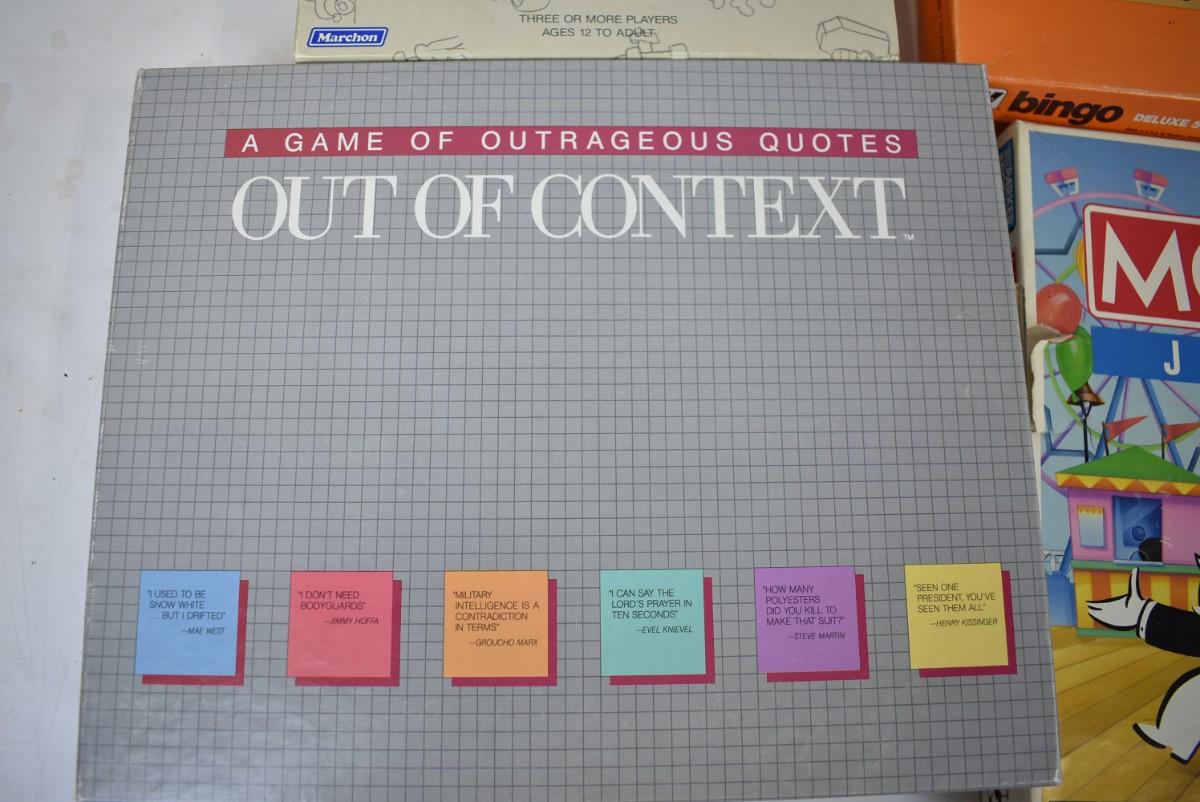 THREE OR MORE PLAYERS
AGES 12 TO ADULT
Marchon
A GAME OF OUTRAGEOUS QUOTES
OUT OF CONTEXT™
"I USED TO BE
SNOW WHITE
...BUT I DRIFTED"
—MAE WEST
"I DON'T NEED
BODYGUARDS"
—JIMMY HOFFA
"MILITARY
INTELLIGENCE IS A
CONTRADICTION
IN TERMS"
—GROUCHO MARX
"I CAN SAY THE
LORD'S PRAYER IN
TEN SECONDS"
—EVEL KNIEVEL
"HOW MANY
POLYESTERS
DID YOU KILL TO
MAKE THAT SUIT?"
—STEVE MARTIN
"SEEN ONE
PRESIDENT, YOU'VE
SEEN THEM ALL"
—HENRY KISSINGER
bingo
DELUXE 5
MO
J